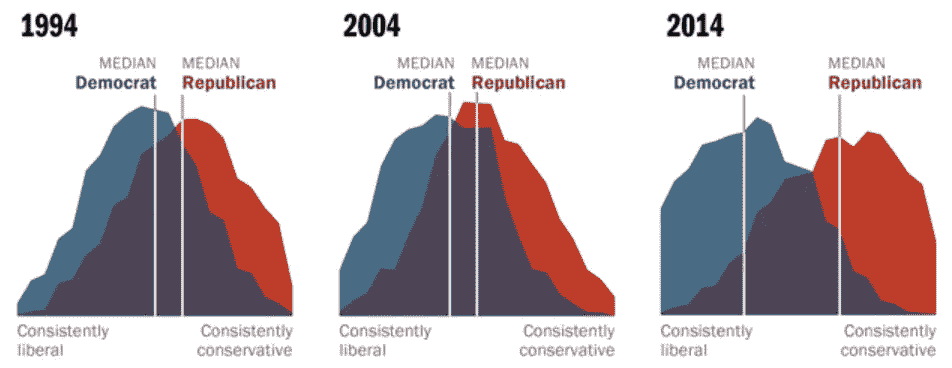 1994
MEDIAN MEDIAN
Democrat Republican
Consistently Consistently
liberal conservative
2004
MEDIAN MEDIAN
Democrat Republican
Consistently Consistently
liberal conservative
2014
MEDIAN MEDIAN
Democrat Republican
Consistently Consistently
liberal conservative